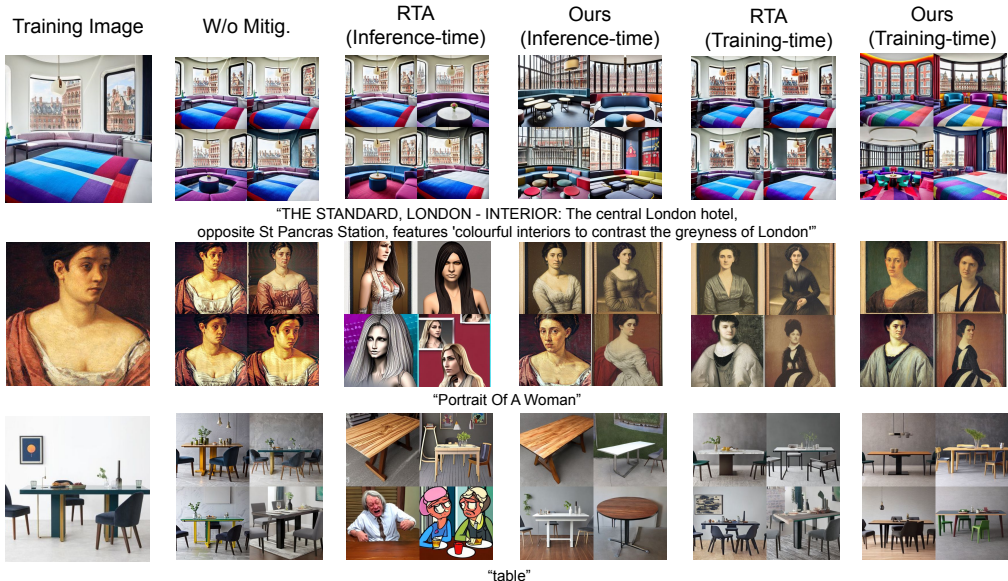 Training Image
W/o Mitig.
RTA
(Inference-time)
Ours
(Inference-time)
RTA
(Training-time)
Ours
(Training-time)
“THE STANDARD, LONDON - INTERIOR: The central London hotel,
opposite St Pancras Station, features 'colourful interiors to contrast the greyness of London'”
“Portrait Of A Woman”
“table”